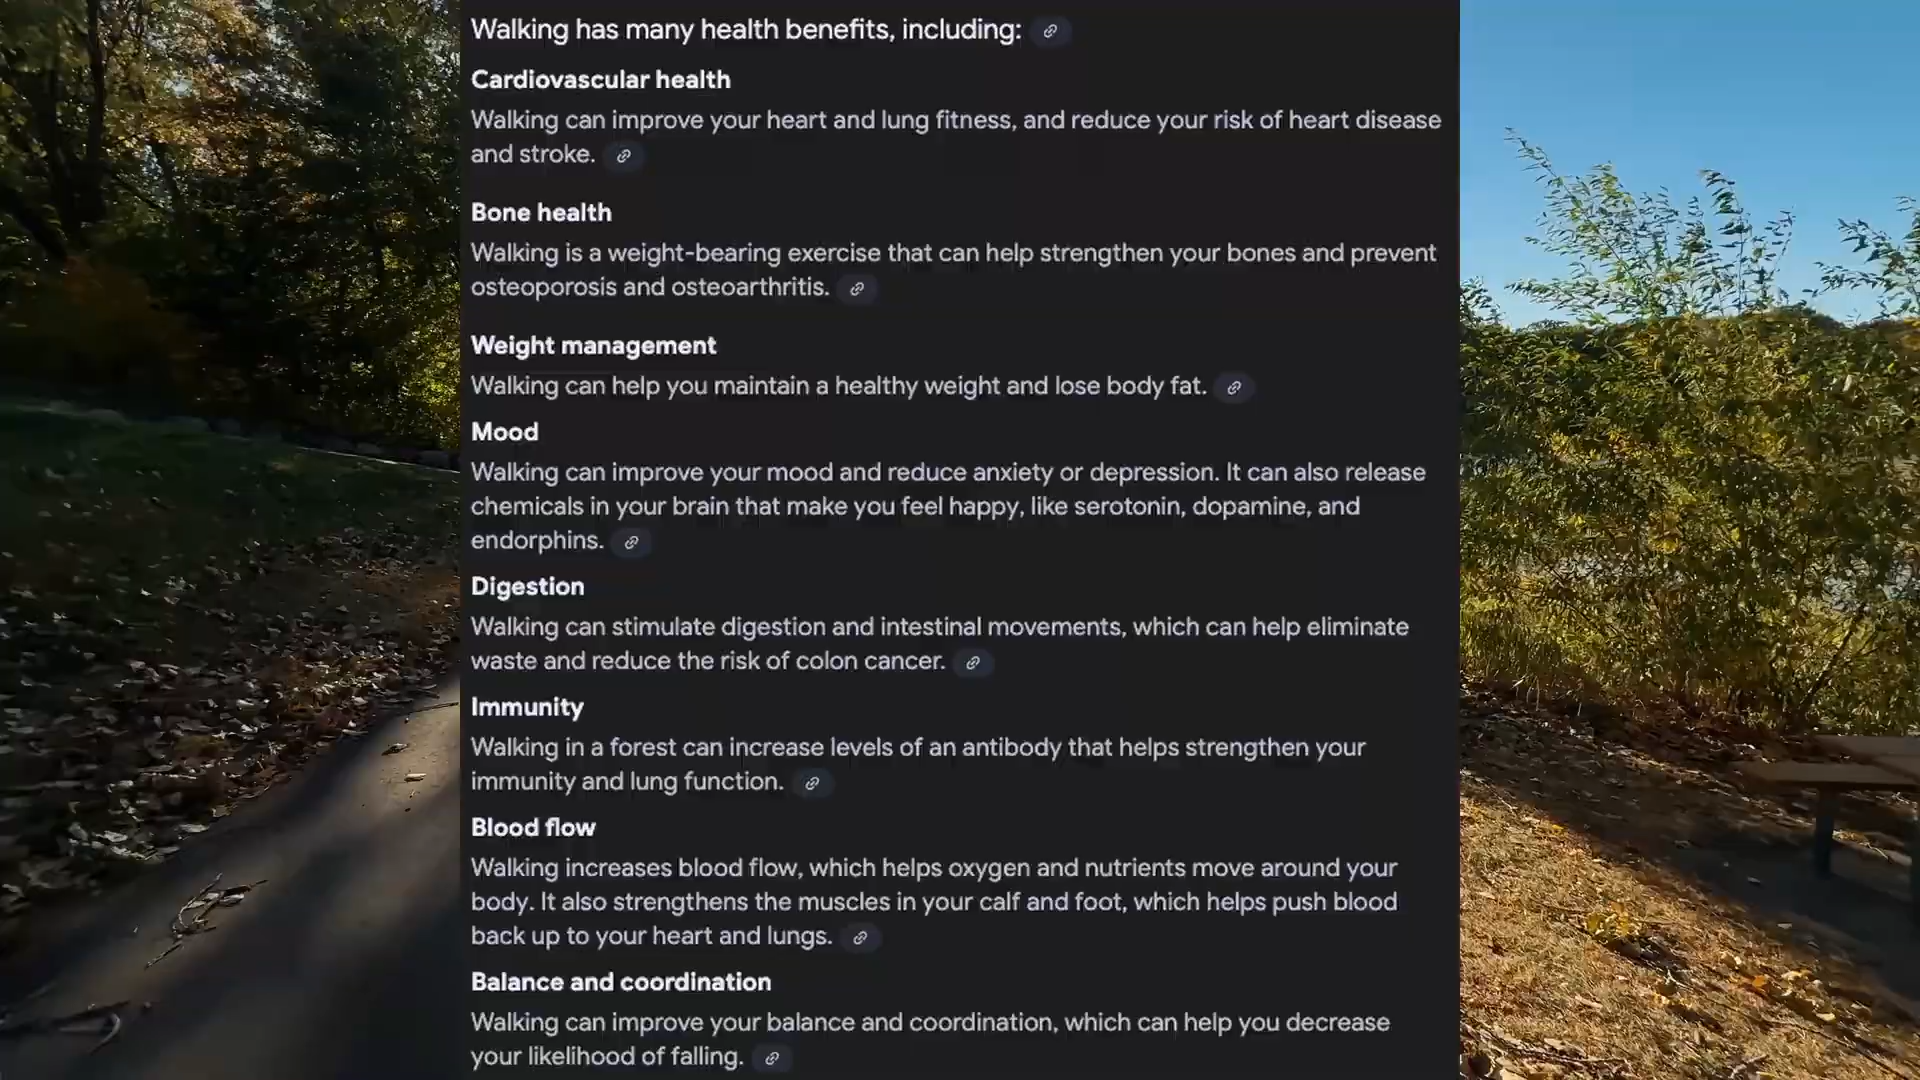 Walking has many health benefits, including:
Cardiovascular health
Walking can improve your heart and lung fitness, and reduce your risk of heart disease
and stroke.
Bone health
Walking is a weight-bearing exercise that can help strengthen your bones and prevent
osteoporosis and osteoarthritis.
Weight management
Walking can help you maintain a healthy weight and lose body fat.
Mood
Walking can improve your mood and reduce anxiety or depression. It can also release
chemicals in your brain that make you feel happy, like serotonin, dopamine, and
endorphins.
Digestion
Walking can stimulate digestion and intestinal movements, which can help eliminate
waste and reduce the risk of colon cancer.
Immunity
Walking in a forest can increase levels of an antibody that helps strengthen your
immunity and lung function.
Blood flow
Walking increases blood flow, which helps oxygen and nutrients move around your
body. It also strengthens the muscles in your calf and foot, which helps push blood
back up to your heart and lungs.
Balance and coordination
Walking can improve your balance and coordination, which can help you decrease
your likelihood of falling.